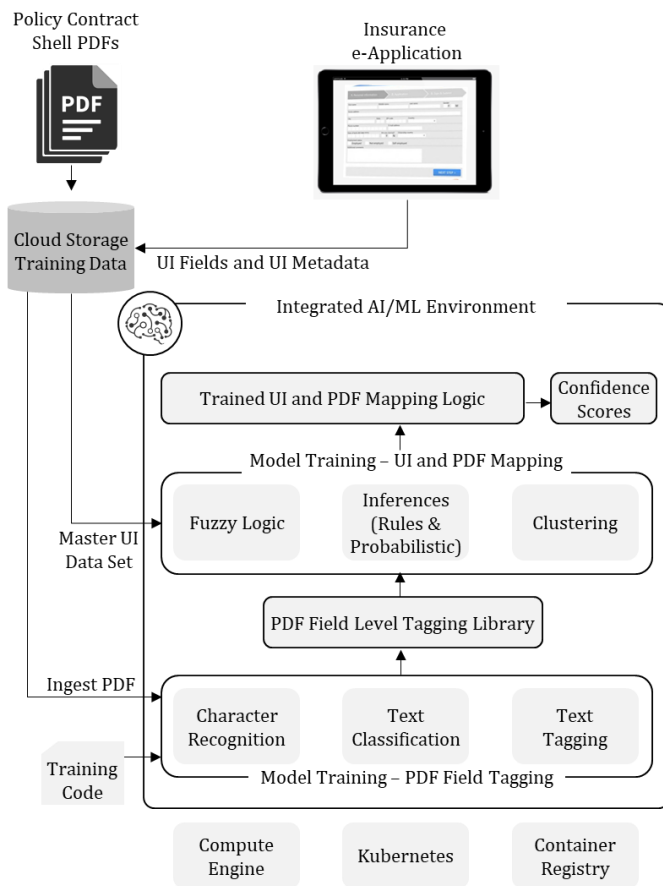 Policy Contract
Shell PDFs
Insurance
e-Application
PDF
Cloud Storage
Training Data
UI Fields and UI Metadata
Integrated AI/ML Environment
Trained UI and PDF Mapping Logic
Confidence
Scores
Model Training – UI and PDF Mapping
Fuzzy Logic
Inferences
(Rules &
Probabilistic)
Clustering
Master UI
Data Set
PDF Field Level Tagging Library
Ingest PDF
Character
Recognition
Text
Classification
Text
Tagging
Training
Code
Model Training – PDF Field Tagging
Compute
Engine
Kubernetes
Container
Registry